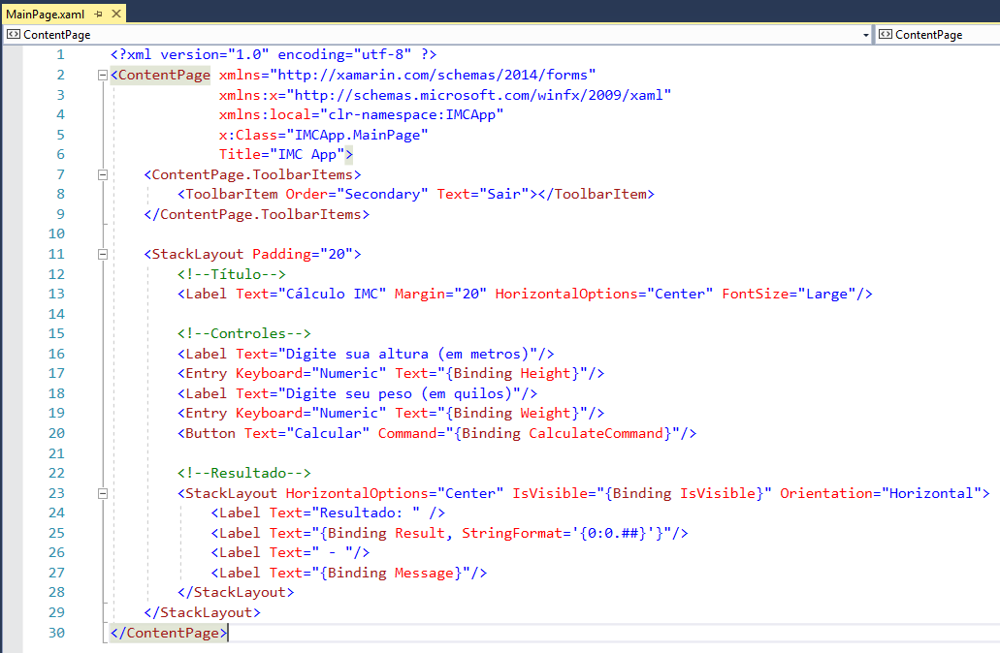 MainPage.xaml
ContentPage ContentPage
1 <?xml version="1.0" encoding="utf-8" ?>
2 <ContentPage xmlns="http://xamarin.com/schemas/2014/forms"
3 xmlns:x="http://schemas.microsoft.com/winfx/2009/xaml"
4 xmlns:local="clr-namespace:IMCApp"
5 x:Class="IMCApp.MainPage"
6 Title="IMC App">
7 <ContentPage.ToolbarItems>
8 <ToolbarItem Order="Secondary" Text="Sair"></ToolbarItem>
9 </ContentPage.ToolbarItems>
10
11 <StackLayout Padding="20">
12 <!--Título-->
13 <Label Text="Cálculo IMC" Margin="20" HorizontalOptions="Center" FontSize="Large"/>
14
15 <!--Controles-->
16 <Label Text="Digite sua altura (em metros)"/>
17 <Entry Keyboard="Numeric" Text="{Binding Height}"/>
18 <Label Text="Digite seu peso (em quilos)"/>
19 <Entry Keyboard="Numeric" Text="{Binding Weight}"/>
20 <Button Text="Calcular" Command="{Binding CalculateCommand}"/>
21
22 <!--Resultado-->
23 <StackLayout HorizontalOptions="Center" IsVisible="{Binding IsVisible}" Orientation="Horizontal">
24 <Label Text="Resultado: " />
25 <Label Text="{Binding Result, StringFormat='{0:0.##}'}"/>
26 <Label Text=" - "/>
27 <Label Text="{Binding Message}"/>
28 </StackLayout>
29 </StackLayout>
30 </ContentPage>